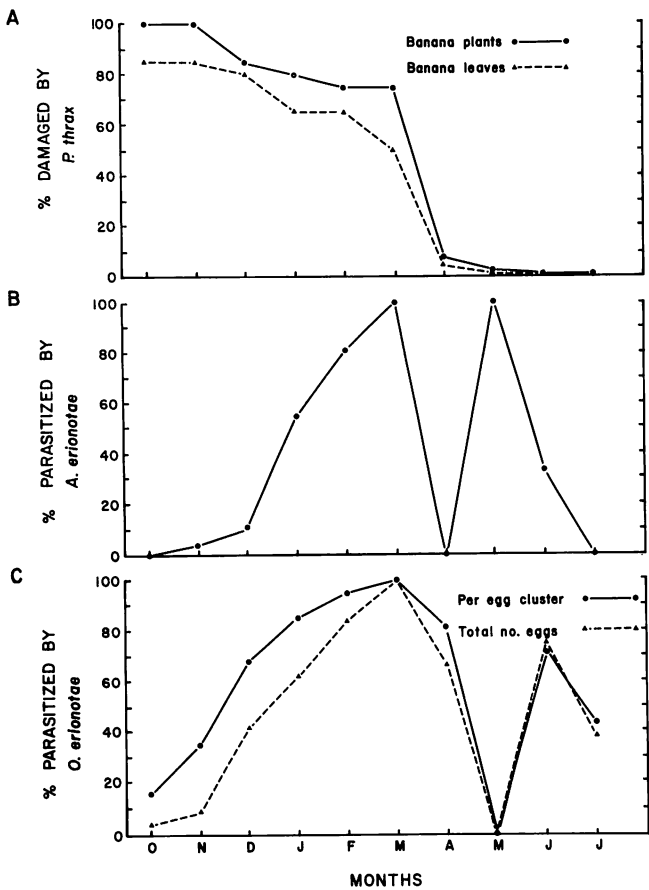 A
100
80
60
40
20
0
% DAMAGED BY
P. thrax
Banana plants
Banana leaves
B
100
80
60
40
20
0
% PARASITIZED BY
A. erionotae
C
100
80
60
40
20
0
% PARASITIZED BY
O. erionotae
Per egg cluster
Total no. eggs
O N D J F M A M J J
MONTHS